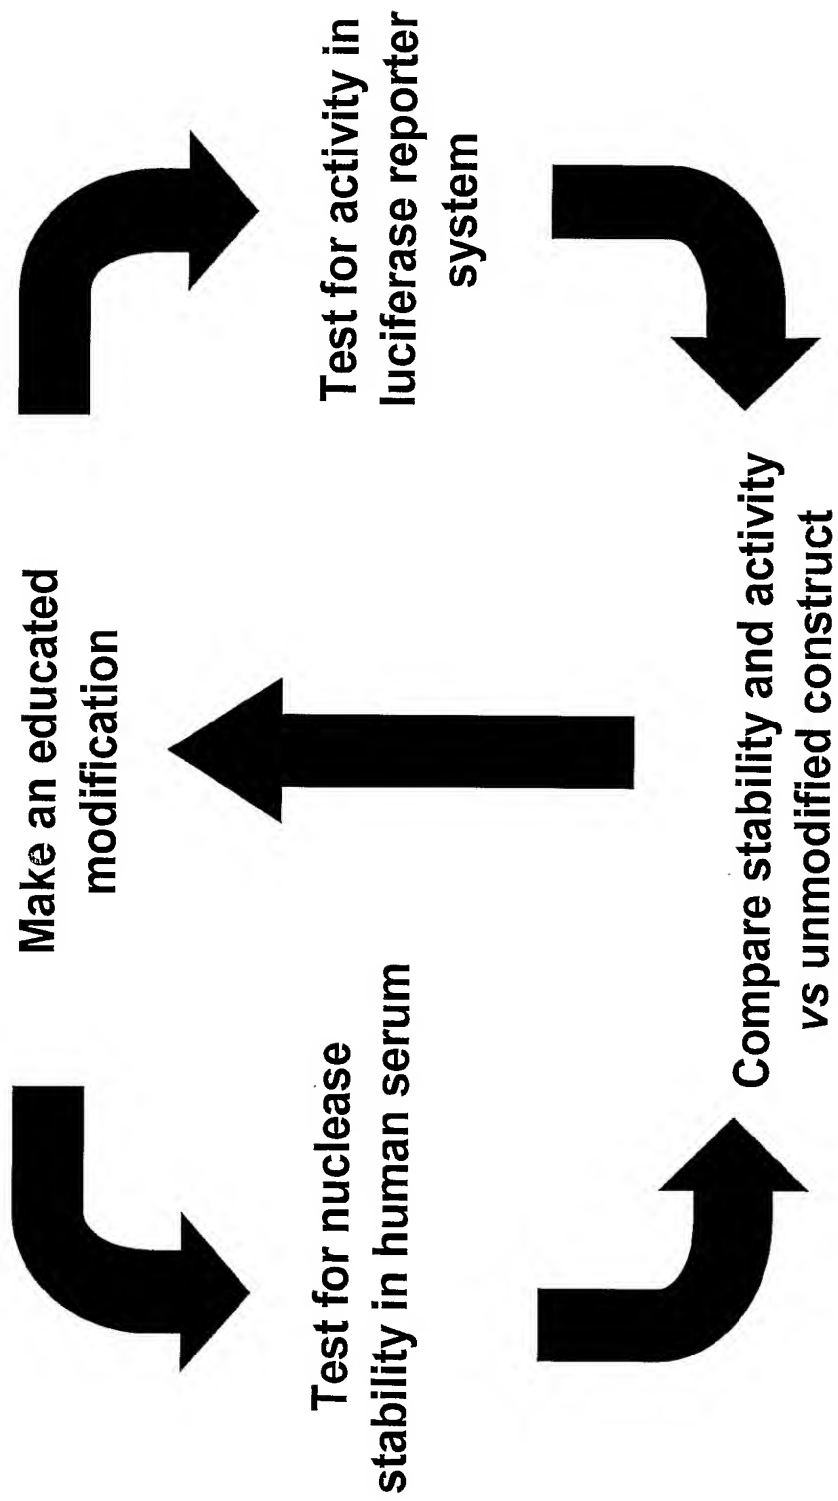 Make an educated
modification
Test for nuclease
stability in human serum
Test for activity in
luciferase reporter
system
Compare stability and activity
vs unmodified construct